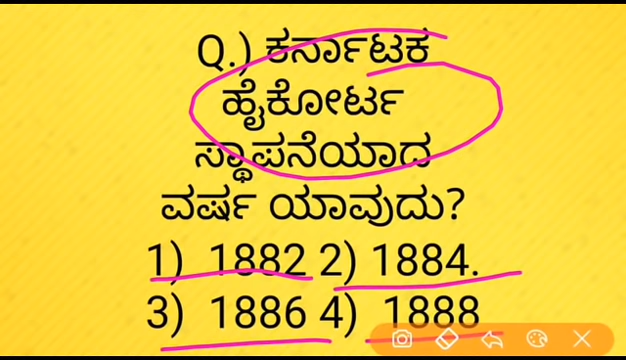 Q.) ಕರ್ನಾಟಕ
ಹೈಕೋರ್ಟ
ಸ್ಥಾಪನೆಯಾದ
ವರ್ಷ ಯಾವುದು?
1) 1882 2) 1884.
3) 1886 4) 1888